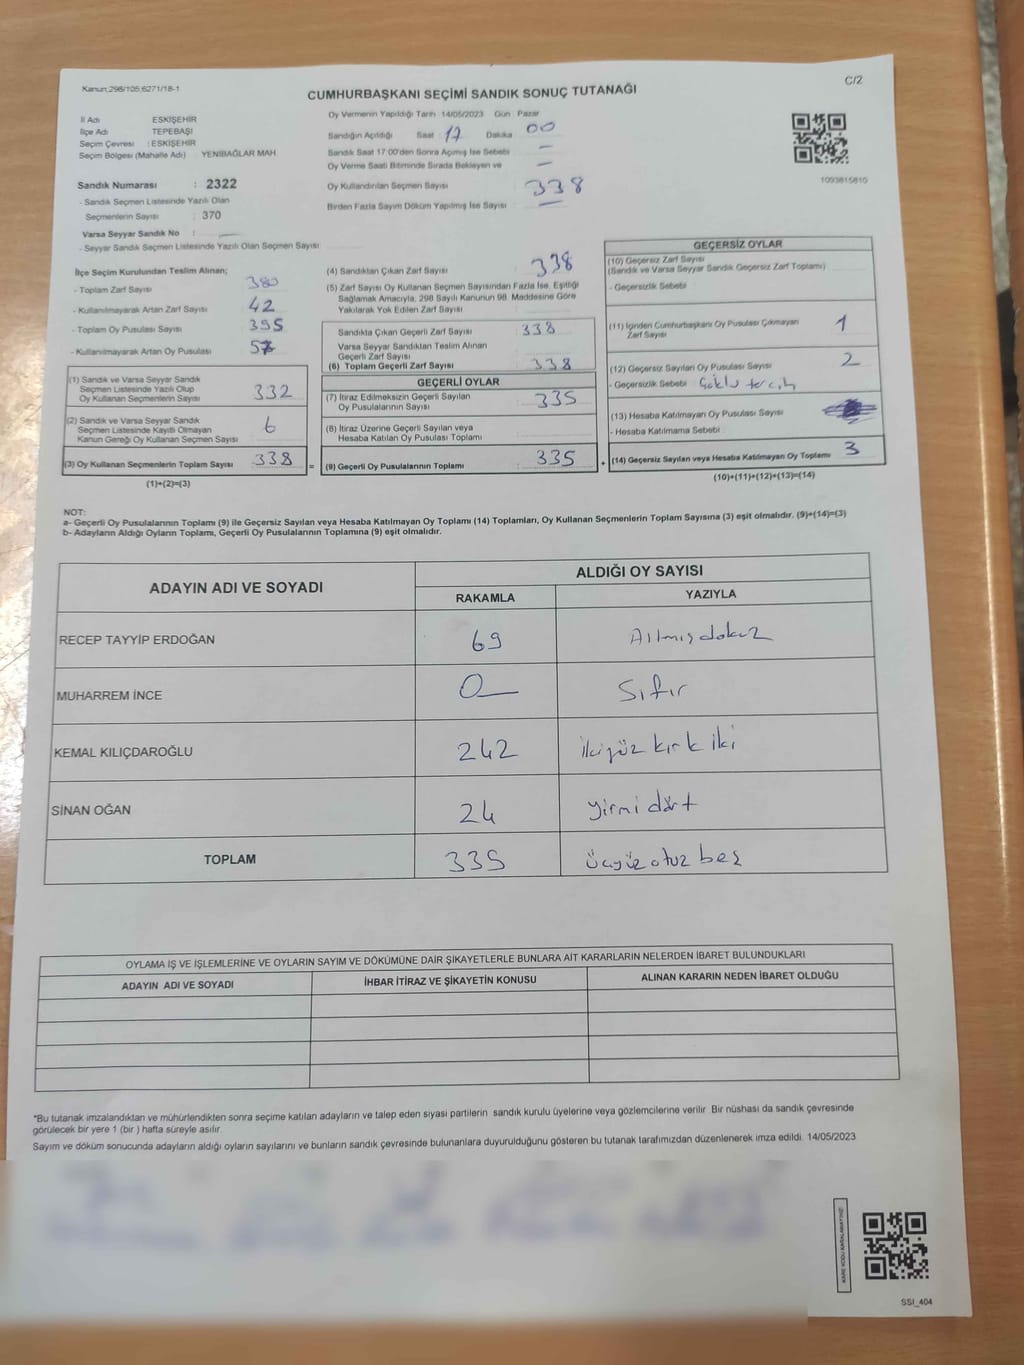 Kanun;298/105,6271/18-1
C/2
CUMHURBAŞKANI SEÇİMİ SANDIK SONUÇ TUTANAĞI
İl Adı ESKİŞEHİR
İlçe Adı TEPEBAŞI
Seçim Çevresi : ESKİŞEHİR
Seçim Bölgesi (Mahalle Adı) YENİBAĞLAR MAH.
Sandık Numarası : 2322
- Sandık Seçmen Listesinde Yazılı Olan
Seçmenlerin Sayısı : 370
Varsa Seyyar Sandık No : —
- Seyyar Sandık Seçmen Listesinde Yazılı Olan Seçmen Sayısı
Oy Vermenin Yapıldığı Tarih 14/05/2023 Gün : Pazar
Sandığın Açıldığı Saat : 17 Dakika : 00
Sandık Saat 17:00'den Sonra Açmış İse Sebebi —
Oy Verme Saati Bitiminde Sırada Bekleyen ve —
Oy Kullandırılan Seçmen Sayısı : 338
Birden Fazla Sayım Döküm Yapılmış İse Sayısı : —
1093815810
İlçe Seçim Kurulundan Teslim Alınan;
- Toplam Zarf Sayısı : 380
- Kullanılmayarak Artan Zarf Sayısı : 42
- Toplam Oy Pusulası Sayısı : 395
- Kullanılmayarak Artan Oy Pusulası : 57
(1) Sandık ve Varsa Seyyar Sandık
Seçmen Listesinde Yazılı Olup
Oy Kullanan Seçmenlerin Sayısı : 332
(2) Sandık ve Varsa Seyyar Sandık
Seçmen Listesinde Kayıtlı Olmayan
Kanun Gereği Oy Kullanan Seçmen Sayısı : 6
(3) Oy Kullanan Seçmenlerin Toplam Sayısı : 338
(1)+(2)=(3)
(4) Sandıktan Çıkan Zarf Sayısı : 338
(5) Zarf Sayısı Oy Kullanan Seçmen Sayısından Fazla İse, Eşitliği
Sağlamak Amacıyla, 298 Sayılı Kanunun 98. Maddesine Göre
Yakılarak Yok Edilen Zarf Sayısı :
Sandıkta Çıkan Geçerli Zarf Sayısı : 338
Varsa Seyyar Sandıktan Teslim Alınan
Geçerli Zarf Sayısı :
(6) Toplam Geçerli Zarf Sayısı : 338
GEÇERLİ OYLAR
(7) İtiraz Edilmeksizin Geçerli Sayılan
Oy Pusulalarının Sayısı : 335
(8) İtiraz Üzerine Geçerli Sayılan veya
Hesaba Katılan Oy Pusulası Toplamı :
= (9) Geçerli Oy Pusulalarının Toplamı : 335
GEÇERSİZ OYLAR
(10) Geçersiz Zarf Sayısı
(Sandık ve Varsa Seyyar Sandık Geçersiz Zarf Toplamı)
- Geçersizlik Sebebi :
(11) İçinden Cumhurbaşkanı Oy Pusulası Çıkmayan
Zarf Sayısı : 1
(12) Geçersiz Sayılan Oy Pusulası Sayısı : 2
- Geçersizlik Sebebi : Çoklu tercih
(13) Hesaba Katılmayan Oy Pusulası Sayısı
- Hesaba Katılmama Sebebi :
+ (14) Geçersiz Sayılan veya Hesaba Katılmayan Oy Toplamı : 3
(10)+(11)+(12)+(13)=(14)
NOT:
a- Geçerli Oy Pusulalarının Toplamı (9) ile Geçersiz Sayılan veya Hesaba Katılmayan Oy Toplamı (14) Toplamları, Oy Kullanan Seçmenlerin Toplam Sayısına (3) eşit olmalıdır. (9)+(14)=(3)
b- Adayların Aldığı Oyların Toplamı, Geçerli Oy Pusulalarının Toplamına (9) eşit olmalıdır.
ADAYIN ADI VE SOYADI
ALDIĞI OY SAYISI
RAKAMLA YAZIYLA
RECEP TAYYİP ERDOĞAN 69 Altmış dokuz
MUHARREM İNCE 0 Sıfır
KEMAL KILIÇDAROĞLU 242 ikiyüz kırk iki
SİNAN OĞAN 24 yirmi dört
TOPLAM 335 üçyüz otuz beş
OYLAMA İŞ VE İŞLEMLERİNE VE OYLARIN SAYIM VE DÖKÜMÜNE DAİR ŞİKAYETLERLE BUNLARA AİT KARARLARIN NELERDEN İBARET BULUNDUKLARI
ADAYIN ADI VE SOYADI İHBAR İTİRAZ VE ŞİKAYETİN KONUSU ALINAN KARARIN NEDEN İBARET OLDUĞU
*Bu tutanak imzalandıktan ve mühürlendikten sonra seçime katılan adayların ve talep eden siyasi partilerin sandık kurulu üyelerine veya gözlemcilerine verilir. Bir nüshası da sandık çevresinde
görülecek bir yere 1 (bir ) hafta süreyle asılır.
Sayım ve döküm sonucunda adayların aldığı oyların sayılarını ve bunların sandık çevresinde bulunanlara duyurulduğunu gösteren bu tutanak tarafımızdan düzenlenerek imza edildi. 14/05/2023
KARE KODU KARALAMAYINIZ!
SSI_404